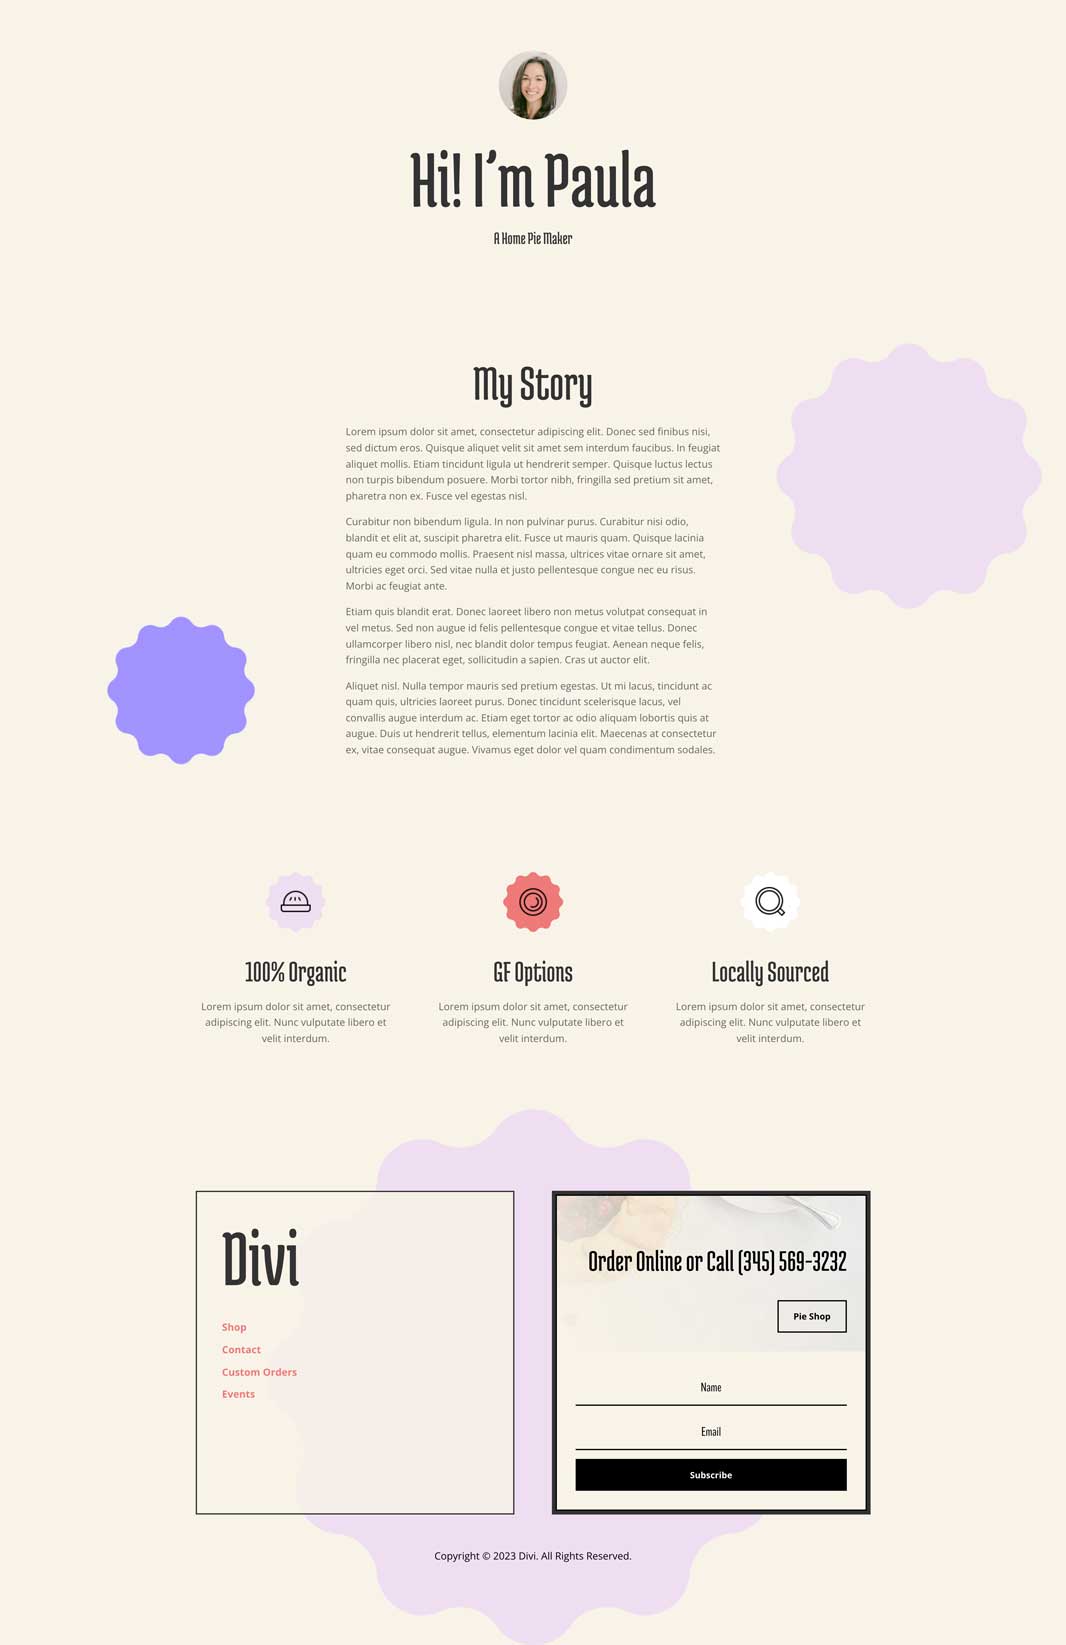 Hi! I'm Paula
A Home Pie Maker
My Story
Lorem ipsum dolor sit amet, consectetur adipiscing elit. Donec sed finibus nisi,
sed dictum eros. Quisque aliquet velit sit amet sem interdum faucibus. In feugiat
aliquet mollis. Etiam tincidunt ligula ut hendrerit semper. Quisque luctus lectus
non turpis bibendum posuere. Morbi tortor nibh, fringilla sed pretium sit amet,
pharetra non ex. Fusce vel egestas nisl.
Curabitur non bibendum ligula. In non pulvinar purus. Curabitur nisi odio,
blandit et elit at, suscipit pharetra elit. Fusce ut mauris quam. Quisque lacinia
quam eu commodo mollis. Praesent nisl massa, ultrices vitae ornare sit amet,
ultricies eget orci. Sed vitae nulla et justo pellentesque congue nec eu risus.
Morbi ac feugiat ante.
Etiam quis blandit erat. Donec laoreet libero non metus volutpat consequat in
vel metus. Sed non augue id felis pellentesque congue et vitae tellus. Donec
ullamcorper libero nisl, nec blandit dolor tempus feugiat. Aenean neque felis,
fringilla nec placerat eget, sollicitudin a sapien. Cras ut auctor elit.
Aliquet nisl. Nulla tempor mauris sed pretium egestas. Ut mi lacus, tincidunt ac
quam quis, ultricies laoreet purus. Donec tincidunt scelerisque lacus, vel
convallis augue interdum ac. Etiam eget tortor ac odio aliquam lobortis quis at
augue. Duis ut hendrerit tellus, elementum lacinia elit. Maecenas at consectetur
ex, vitae consequat augue. Vivamus eget dolor vel quam condimentum sodales.
100% Organic
Lorem ipsum dolor sit amet, consectetur
adipiscing elit. Nunc vulputate libero et
velit interdum.
GF Options
Lorem ipsum dolor sit amet, consectetur
adipiscing elit. Nunc vulputate libero et
velit interdum.
Locally Sourced
Lorem ipsum dolor sit amet, consectetur
adipiscing elit. Nunc vulputate libero et
velit interdum.
Divi
Shop
Contact
Custom Orders
Events
Order Online or Call (345) 569-3232
Pie Shop
Name
Email
Subscribe
Copyright © 2023 Divi. All Rights Reserved.